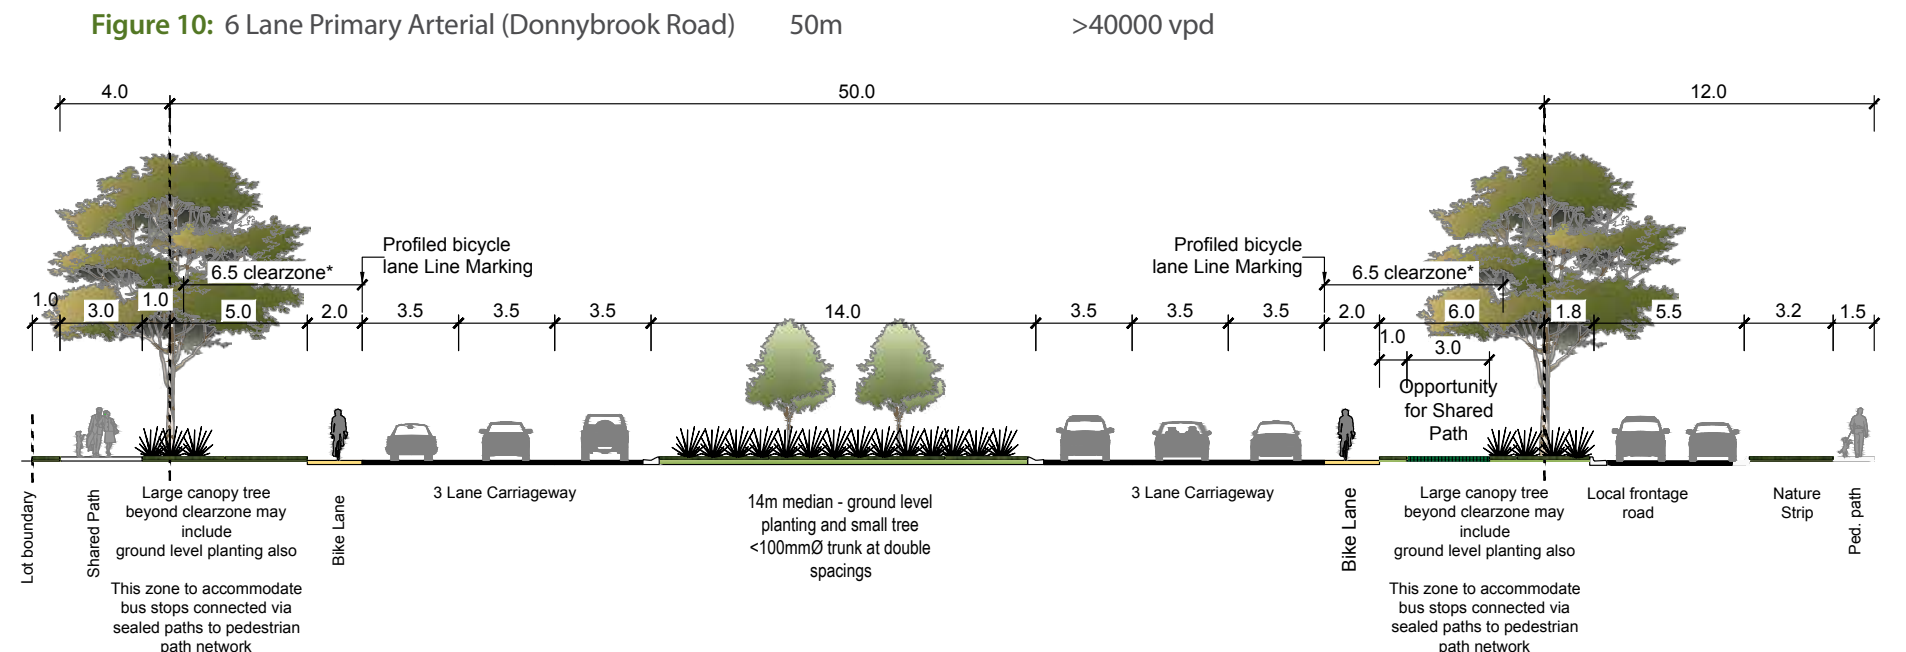 Figure 10: 6 Lane Primary Arterial (Donnybrook Road) 50m >40000 vpd
4.0 50.0 12.0
Profiled bicycle
lane Line Marking
6.5 clearzone*
Profiled bicycle
lane Line Marking
6.5 clearzone*
1.0 3.0 1.0 5.0 2.0 3.5 3.5 3.5 14.0 3.5 3.5 3.5 2.0 6.0 1.8 5.5 3.2 1.5
1.0 3.0
Opportunity
for Shared
Path
Lot boundary
Shared Path
Large canopy tree
beyond clearzone may
include
ground level planting also
This zone to accommodate
bus stops connected via
sealed paths to pedestrian
path network
Bike Lane
3 Lane Carriageway
14m median - ground level
planting and small tree
<100mmØ trunk at double
spacings
3 Lane Carriageway
Bike Lane
Large canopy tree
beyond clearzone may
include
ground level planting also
This zone to accommodate
bus stops connected via
sealed paths to pedestrian
path network
Local frontage
road
Nature
Strip
Ped. path